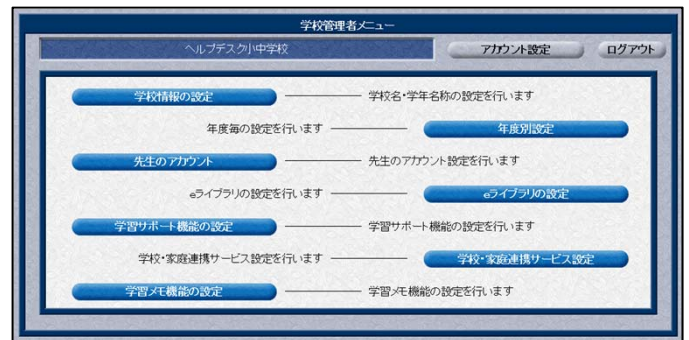 学校管理者メニュー
ヘルプデスク小中学校 アカウント設定 ログアウト
学校情報の設定 学校名・学年名称の設定を行います
年度毎の設定を行います 年度別設定
先生のアカウント 先生のアカウント設定を行います
eライブラリの設定を行います eライブラリの設定
学習サポート機能の設定 学習サポート機能の設定を行います
学校・家庭連携サービス設定を行います 学校・家庭連携サービス設定
学習メモ機能の設定 学習メモ機能の設定を行います